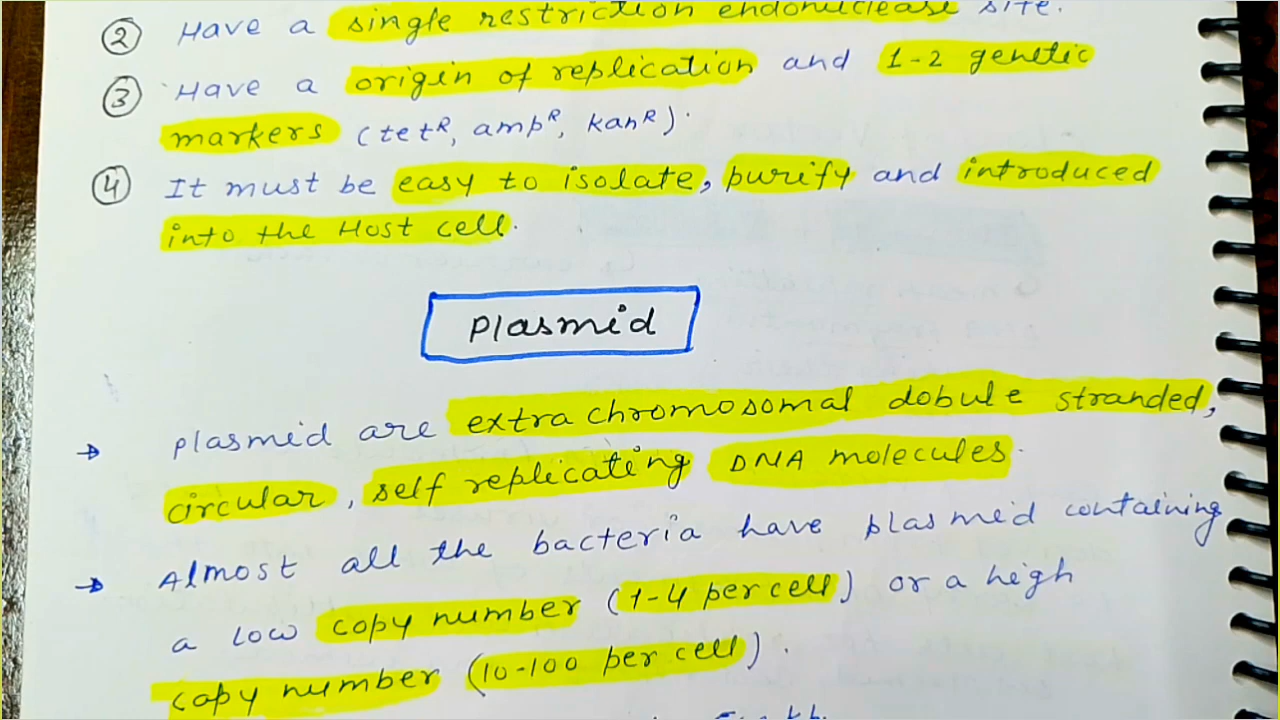 ② Have a single restriction endonuclease site.
③ Have a origin of replication and 1-2 genetic
markers (tetᴿ, ampᴿ, kanᴿ).
④ It must be easy to isolate, purify and introduced
into the Host cell.
Plasmid
→ Plasmid are extra chromosomal dobule stranded,
circular, self replicating DNA molecules.
→ Almost all the bacteria have plasmid containing
a low copy number (1-4 per cell) or a high
copy number (10-100 per cell).